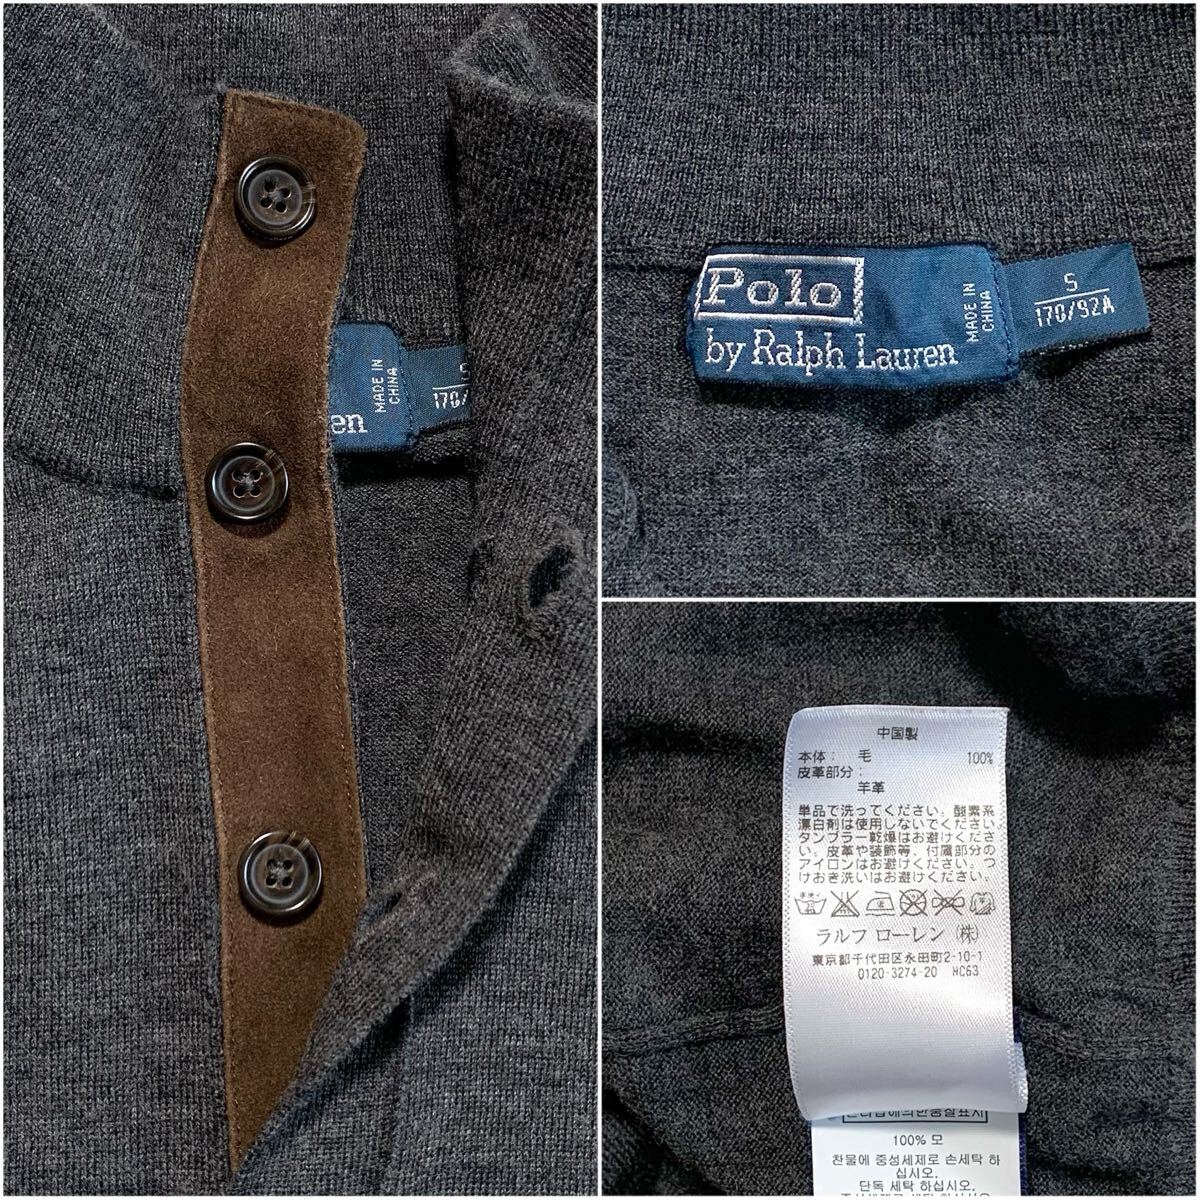 MADE IN
CHINA
S
170/
en
Polo
by Ralph Lauren
MADE IN
CHINA
S
170/92A
中国製
本体: 毛 100%
皮革部分:
羊革
単品で洗ってください。酸素系
漂白剤は使用しないでください。
タンブラー乾燥はお避けくださ
い。皮革や装飾等、付属部分の
アイロンはお避けください。つ
けおき洗いはお避けください。
ラルフ ローレン (株)
東京都千代田区永田町2-10-1
0120-3274-20 HC63
100% 모
찬물에 중성세제로 손세탁 하
십시오.
단독 세탁 하십시오.